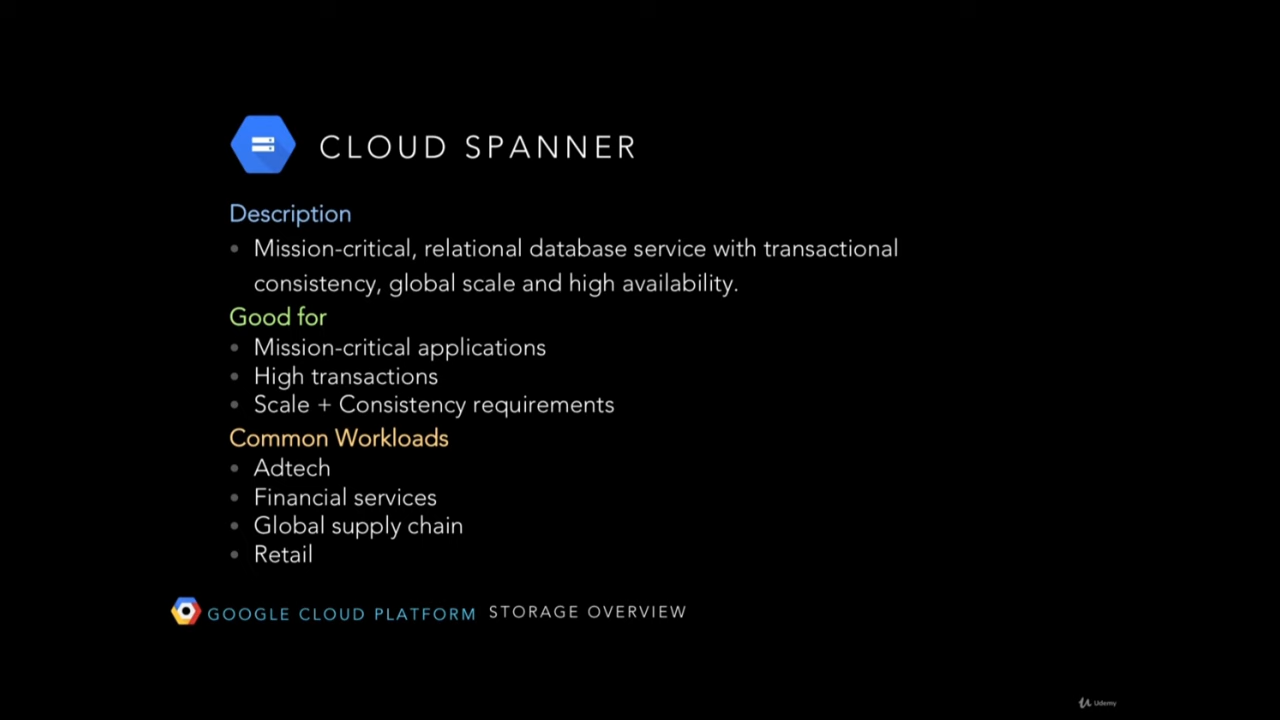 CLOUD SPANNER
Description
• Mission-critical, relational database service with transactional
consistency, global scale and high availability.
Good for
• Mission-critical applications
• High transactions
• Scale + Consistency requirements
Common Workloads
• Adtech
• Financial services
• Global supply chain
• Retail
GOOGLE CLOUD PLATFORM STORAGE OVERVIEW
Udemy